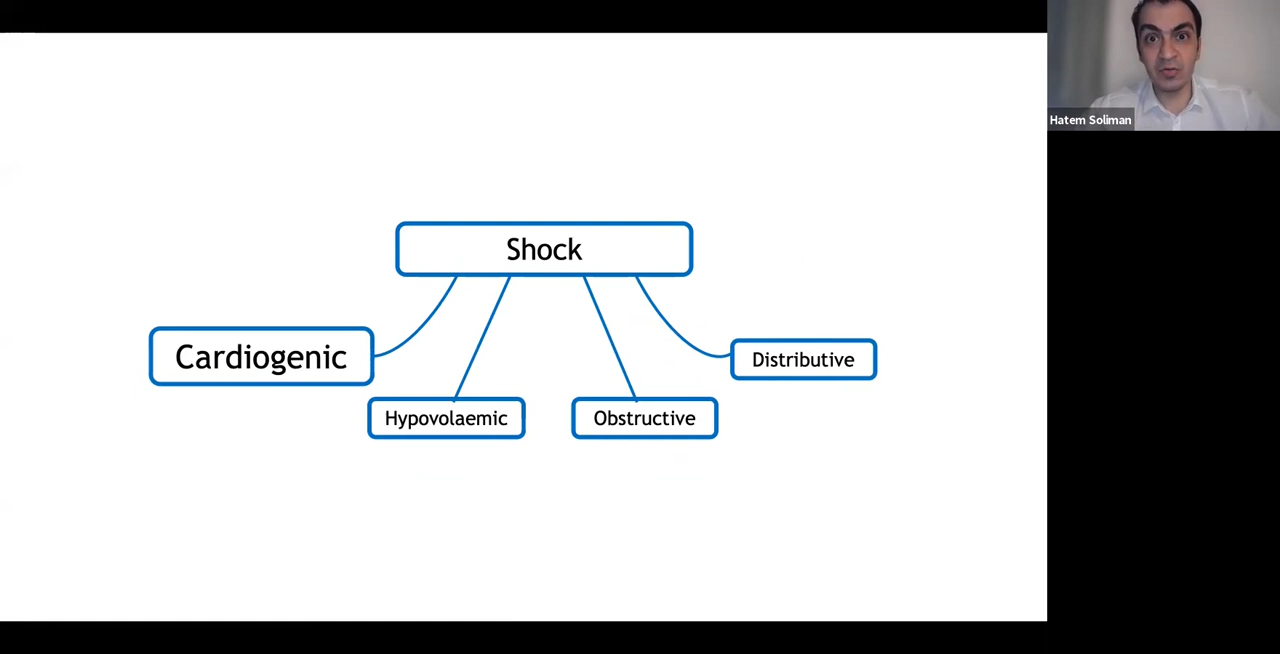 Hatem Soliman
Shock
Cardiogenic
Distributive
Hypovolaemic
Obstructive